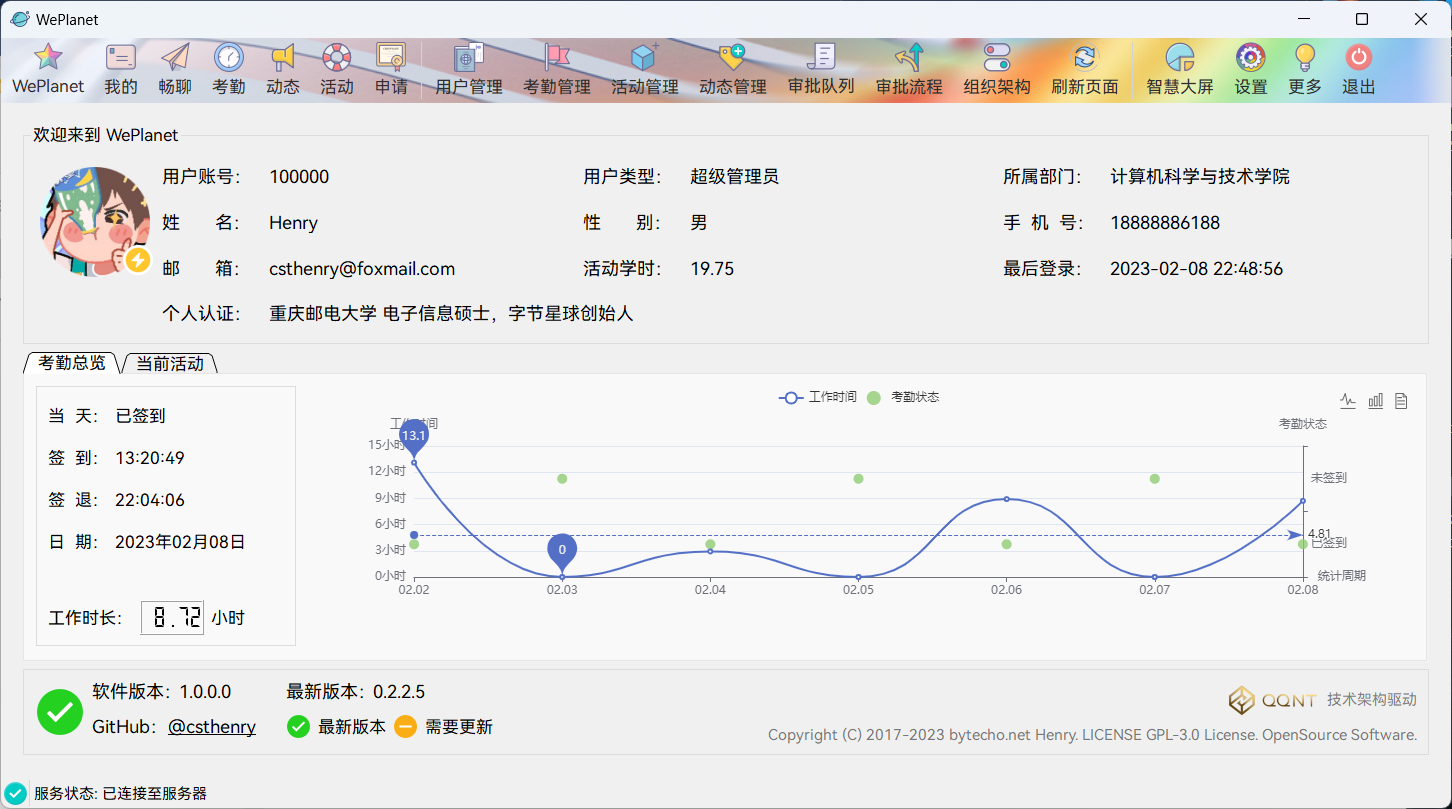 WePlanet
WePlanet 我的 畅聊 考勤 动态 活动 申请 用户管理 考勤管理 活动管理 动态管理 审批队列 审批流程 组织架构 刷新页面 智慧大屏 设置 更多 退出
欢迎来到 WePlanet
用户账号： 100000 用户类型： 超级管理员 所属部门： 计算机科学与技术学院
姓 名： Henry 性 别： 男 手 机 号： 18888886188
邮 箱： csthenry@foxmail.com 活动学时： 19.75 最后登录： 2023-02-08 22:48:56
个人认证： 重庆邮电大学 电子信息硕士，字节星球创始人
考勤总览 当前活动
当 天： 已签到
签 到： 13:20:49
签 退： 22:04:06
日 期： 2023年02月08日
工作时长： 8.72 小时
工作时间 考勤状态
工作时间 考勤状态
13.1
15小时
12小时
未签到
9小时
6小时
4.81
0
3小时 已签到
0小时 统计周期
02.02 02.03 02.04 02.05 02.06 02.07 02.08
软件版本：1.0.0.0 最新版本：0.2.2.5
GitHub：@csthenry 最新版本 需要更新
QQNT 技术架构驱动
Copyright (C) 2017-2023 bytecho.net Henry. LICENSE GPL-3.0 License. OpenSource Software.
服务状态: 已连接至服务器